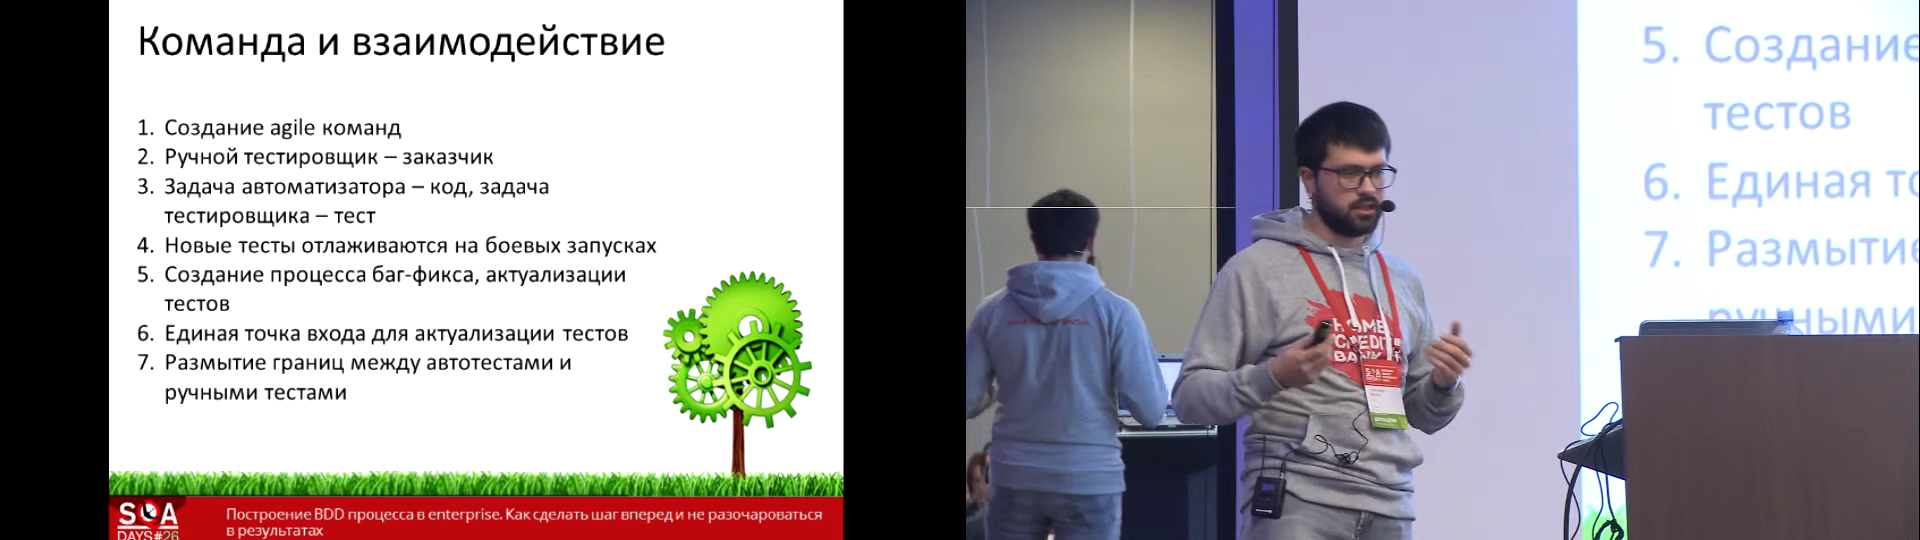 Команда и взаимодействие
1. Создание agile команд
2. Ручной тестировщик – заказчик
3. Задача автоматизатора – код, задача
тестировщика – тест
4. Новые тесты отлаживаются на боевых запусках
5. Создание процесса баг-фикса, актуализации
тестов
6. Единая точка входа для актуализации тестов
7. Размытие границ между автотестами и
ручными тестами
SQA
DAYS#26
Построение BDD процесса в enterprise. Как сделать шаг вперед и не разочароваться
в результатах
5. Создание
тестов
6. Единая то
7. Размытие
ручными
HOME
CREDIT
BANK
SQA